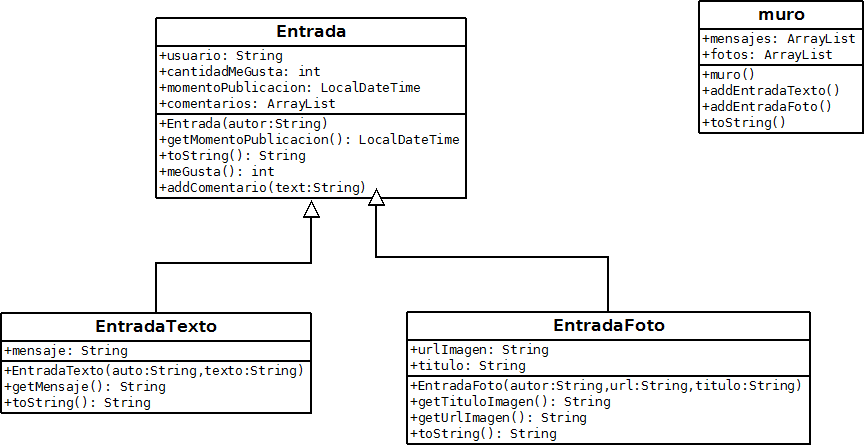 Entrada
+usuario: String
+cantidadMeGusta: int
+momentoPublicacion: LocalDateTime
+comentarios: ArrayList
+Entrada(autor:String)
+getMomentoPublicacion(): LocalDateTime
+toString(): String
+meGusta(): int
+addComentario(text:String)
muro
+mensajes: ArrayList
+fotos: ArrayList
+muro()
+addEntradaTexto()
+addEntradaFoto()
+toString()
EntradaTexto
+mensaje: String
+EntradaTexto(auto:String,texto:String)
+getMensaje(): String
+toString(): String
EntradaFoto
+urlImagen: String
+titulo: String
+EntradaFoto(autor:String,url:String,titulo:String)
+getTituloImagen(): String
+getUrlImagen(): String
+toString(): String